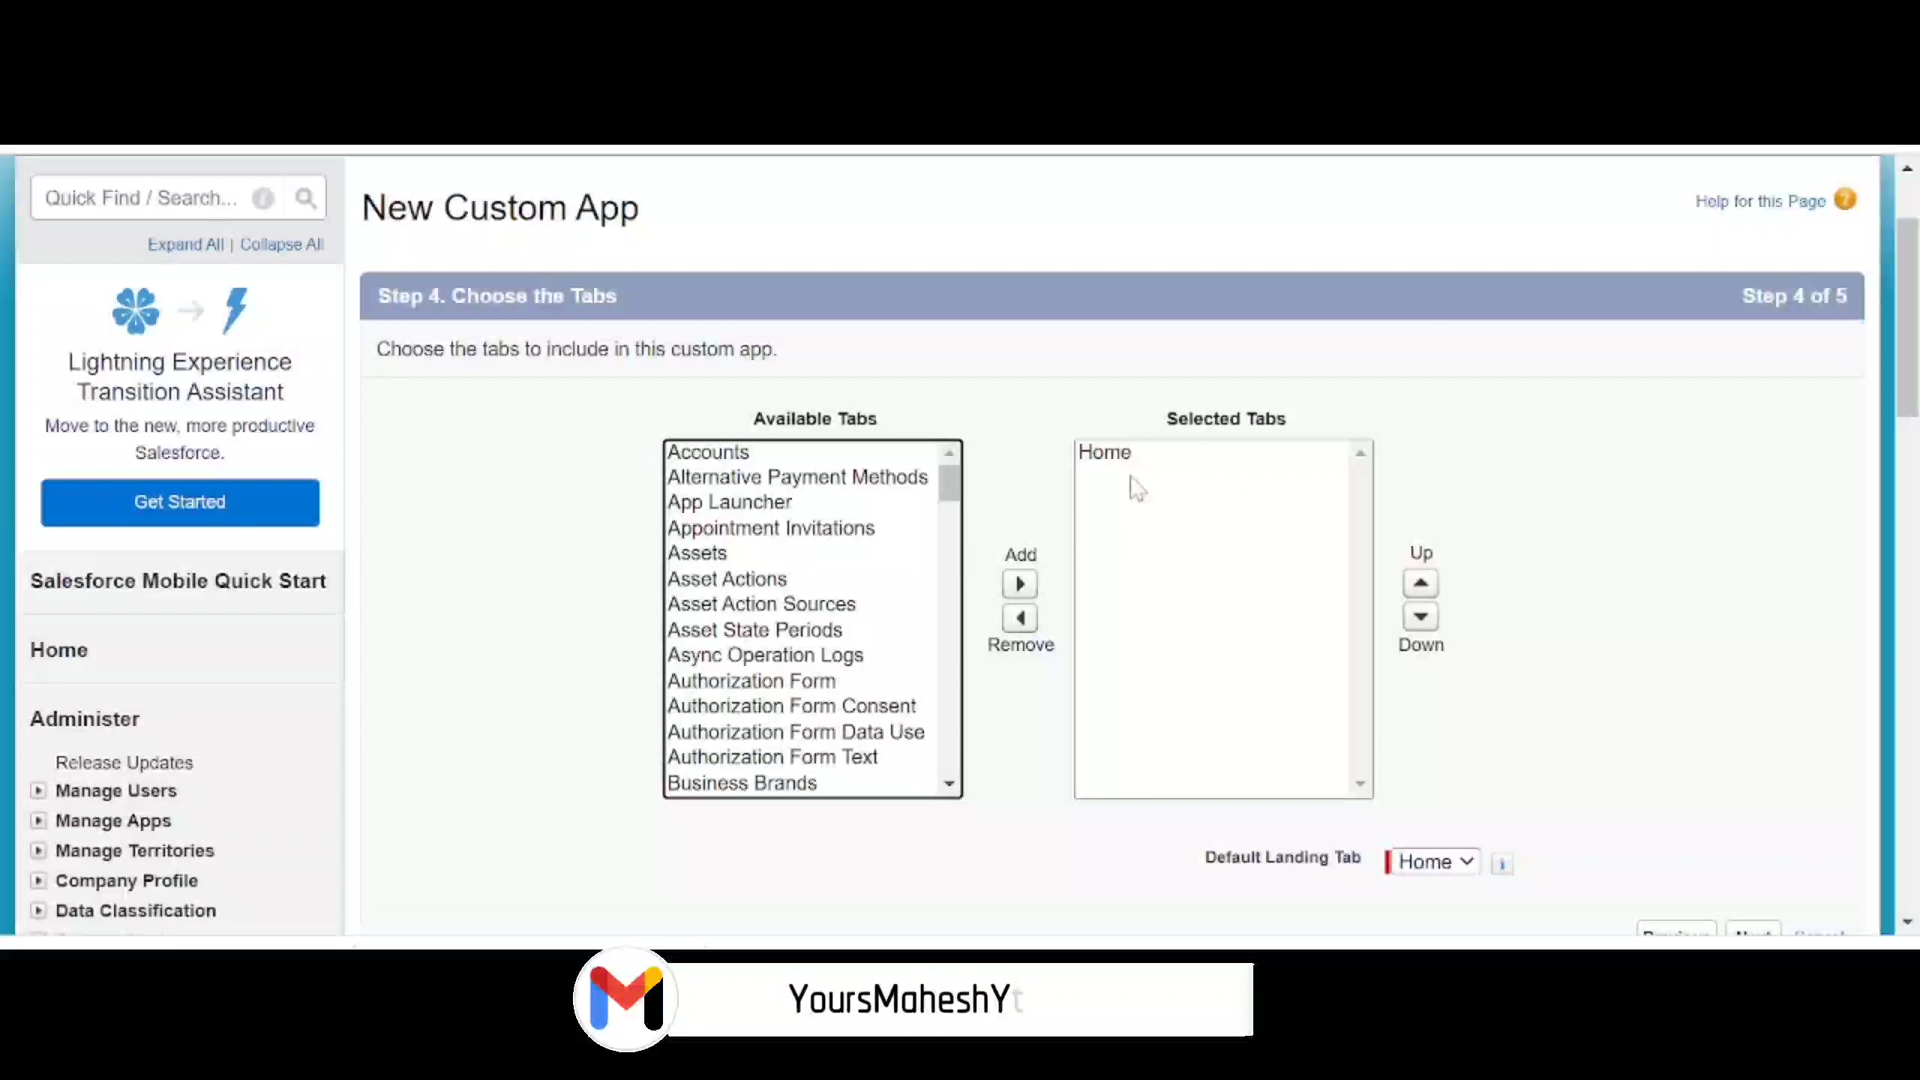 Quick Find / Search...
Expand All | Collapse All
Lightning Experience
Transition Assistant
Move to the new, more productive
Salesforce.
Get Started
Salesforce Mobile Quick Start
Home
Administer
Release Updates
Manage Users
Manage Apps
Manage Territories
Company Profile
Data Classification
New Custom App
Help for this Page
Step 4. Choose the Tabs
Step 4 of 5
Choose the tabs to include in this custom app.
Available Tabs
Accounts
Alternative Payment Methods
App Launcher
Appointment Invitations
Assets
Asset Actions
Asset Action Sources
Asset State Periods
Async Operation Logs
Authorization Form
Authorization Form Consent
Authorization Form Data Use
Authorization Form Text
Business Brands
Add
Remove
Selected Tabs
Home
Up
Down
Default Landing Tab
Home
YoursMaheshYt